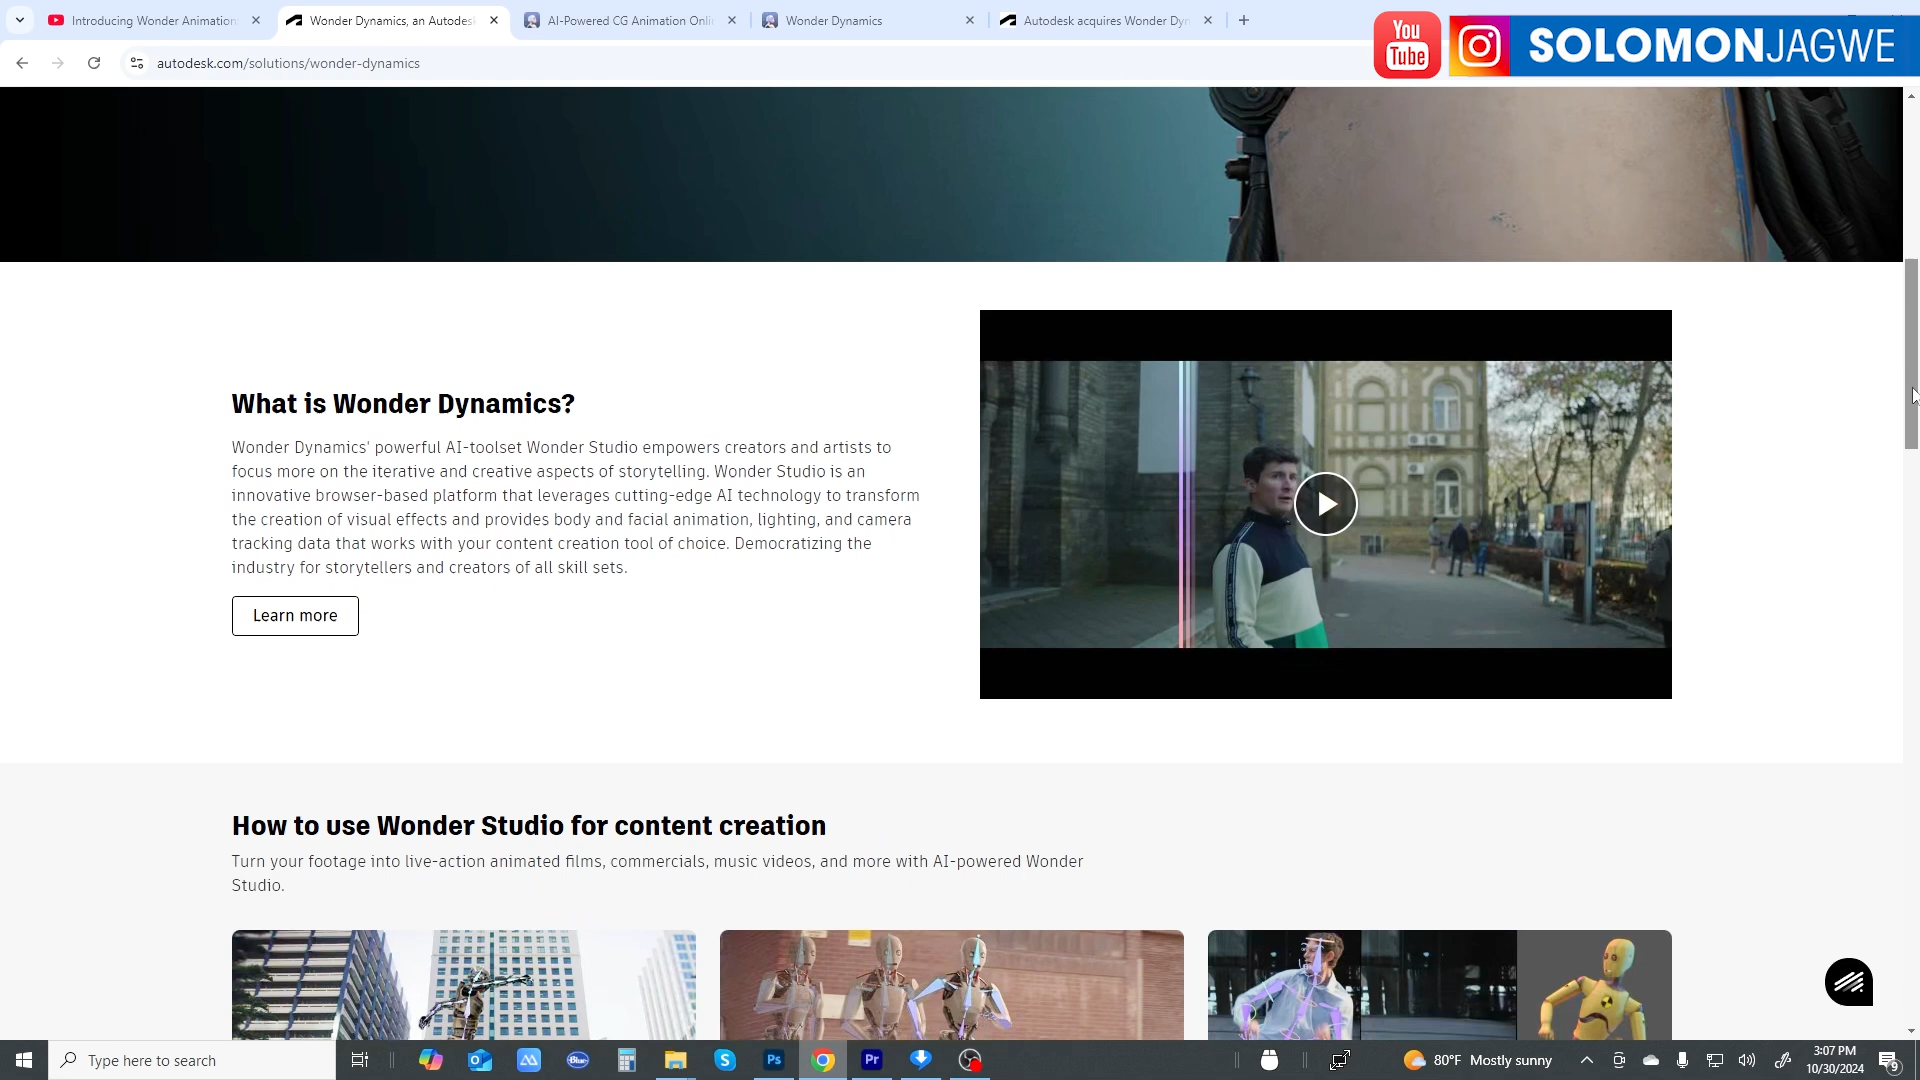 Introducing Wonder Animation
Wonder Dynamics, an Autodesk
AI-Powered CG Animation Onli
Wonder Dynamics
Autodesk acquires Wonder Dyn
autodesk.com/solutions/wonder-dynamics
You
Tube
SOLOMONJAGWE
What is Wonder Dynamics?
Wonder Dynamics' powerful AI-toolset Wonder Studio empowers creators and artists to
focus more on the iterative and creative aspects of storytelling. Wonder Studio is an
innovative browser-based platform that leverages cutting-edge AI technology to transform
the creation of visual effects and provides body and facial animation, lighting, and camera
tracking data that works with your content creation tool of choice. Democratizing the
industry for storytellers and creators of all skill sets.
Learn more
How to use Wonder Studio for content creation
Turn your footage into live-action animated films, commercials, music videos, and more with AI-powered Wonder
Studio.
Type here to search
Blue
Ps
Pr
80°F Mostly sunny
3:07 PM
10/30/2024
9